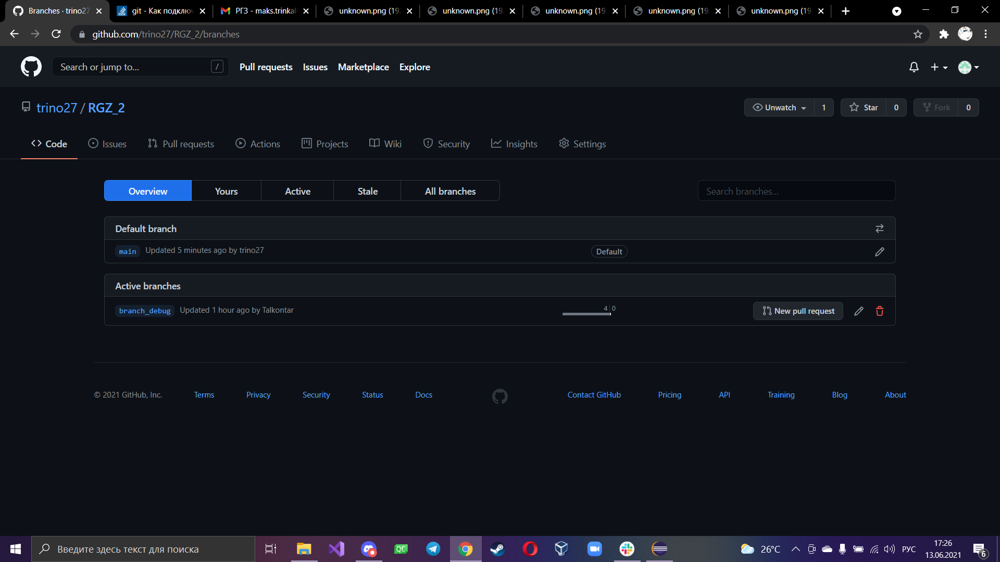 Branches · trino27
git - Как подклю
РГЗ - maks.trinkal
unknown.png (19
unknown.png (19
unknown.png (19
unknown.png (19
unknown.png (19
github.com/trino27/RGZ_2/branches
Search or jump to...
/
Pull requests
Issues
Marketplace
Explore
trino27 / RGZ_2
Unwatch
1
Star
0
Fork
0
Code
Issues
Pull requests
Actions
Projects
Wiki
Security
Insights
Settings
Overview
Yours
Active
Stale
All branches
Search branches...
Default branch
main Updated 5 minutes ago by trino27
Default
Active branches
branch_debug Updated 1 hour ago by Talkontar
4 0
New pull request
© 2021 GitHub, Inc.
Terms
Privacy
Security
Status
Docs
Contact GitHub
Pricing
API
Training
Blog
About
Введите здесь текст для поиска
QC
26°C
РУС
17:26
13.06.2021
6